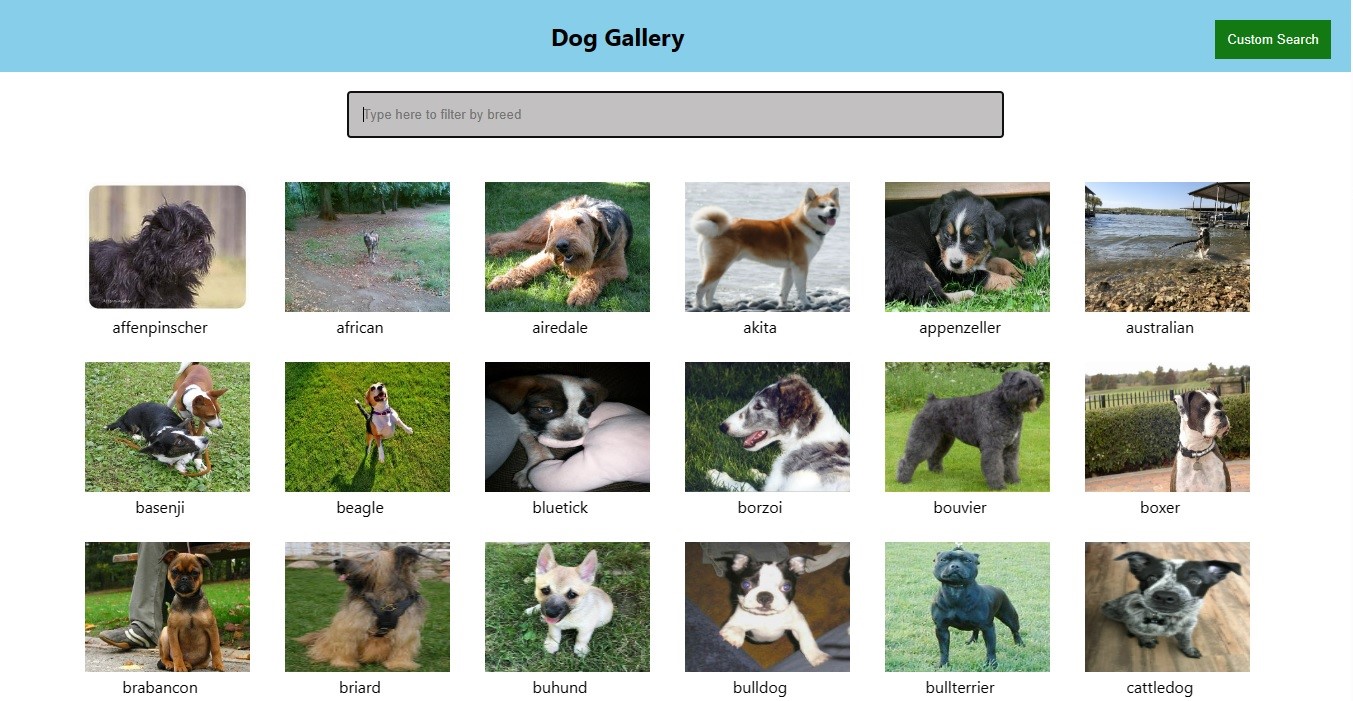 Dog Gallery
Custom Search
Type here to filter by breed
affenpinscher
african
airedale
akita
appenzeller
australian
basenji
beagle
bluetick
borzoi
bouvier
boxer
brabancon
briard
buhund
bulldog
bullterrier
cattledog